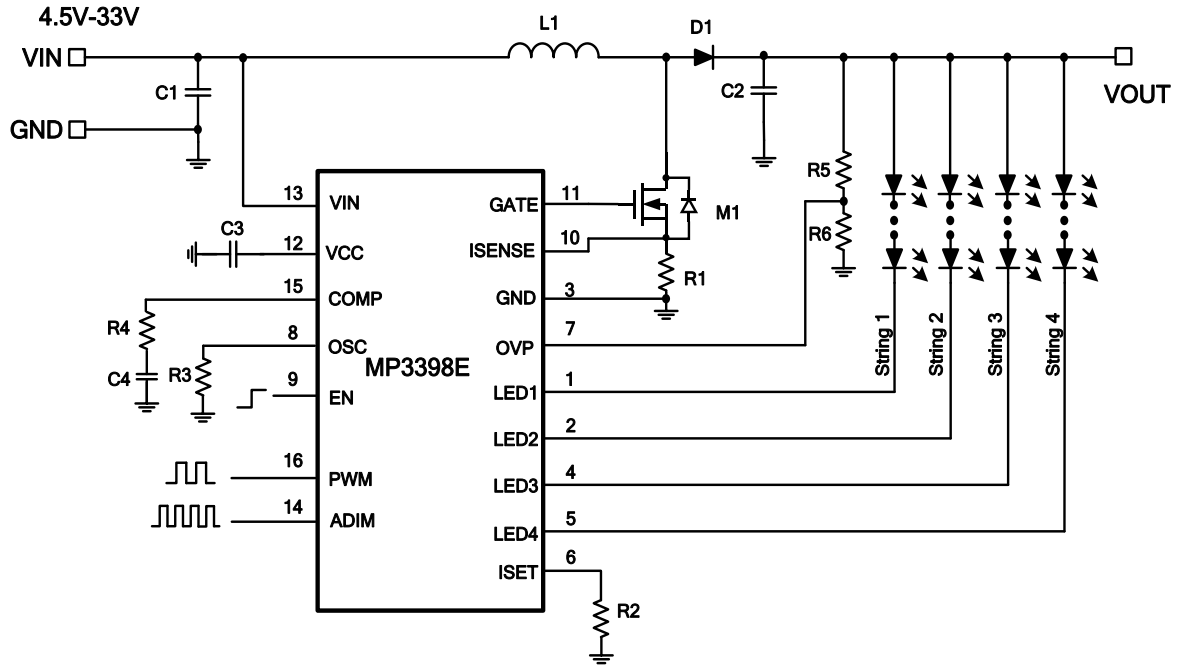 4.5V-33V
VIN
GND
C1
L1
D1
C2
VOUT
R5
R6
M1
R1
C3
R4
C4
R3
MP3398E
13
VIN
12
VCC
15
COMP
8
OSC
9
EN
16
PWM
14
ADIM
GATE
11
ISENSE
10
GND
3
OVP
7
LED1
1
LED2
2
LED3
4
LED4
5
ISET
6
R2
String 1
String 2
String 3
String 4